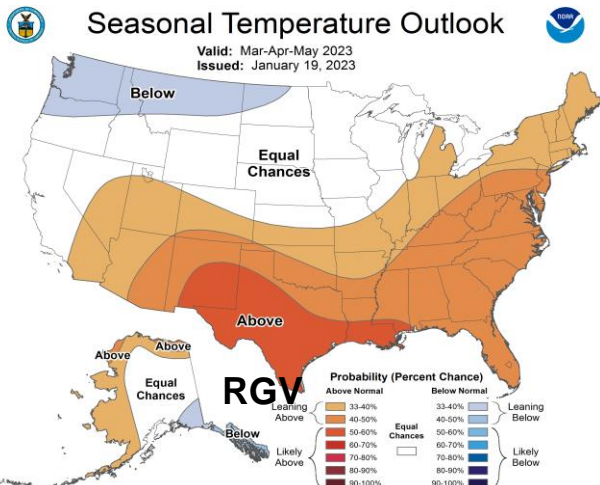 Seasonal Temperature Outlook
NOAA
Valid: Mar-Apr-May 2023
Issued: January 19, 2023
Below
Equal
Chances
Above
Above
Above
Equal
Chances
Below
RGV
Probability (Percent Chance)
Above Normal
Below Normal
Leaning
Above
33-40%
40-50%
50-60%
Likely
Above
60-70%
70-80%
80-90%
90-100%
Equal
Chances
33-40%
40-50%
50-60%
Leaning
Below
60-70%
70-80%
80-90%
90-100%
Likely
Below